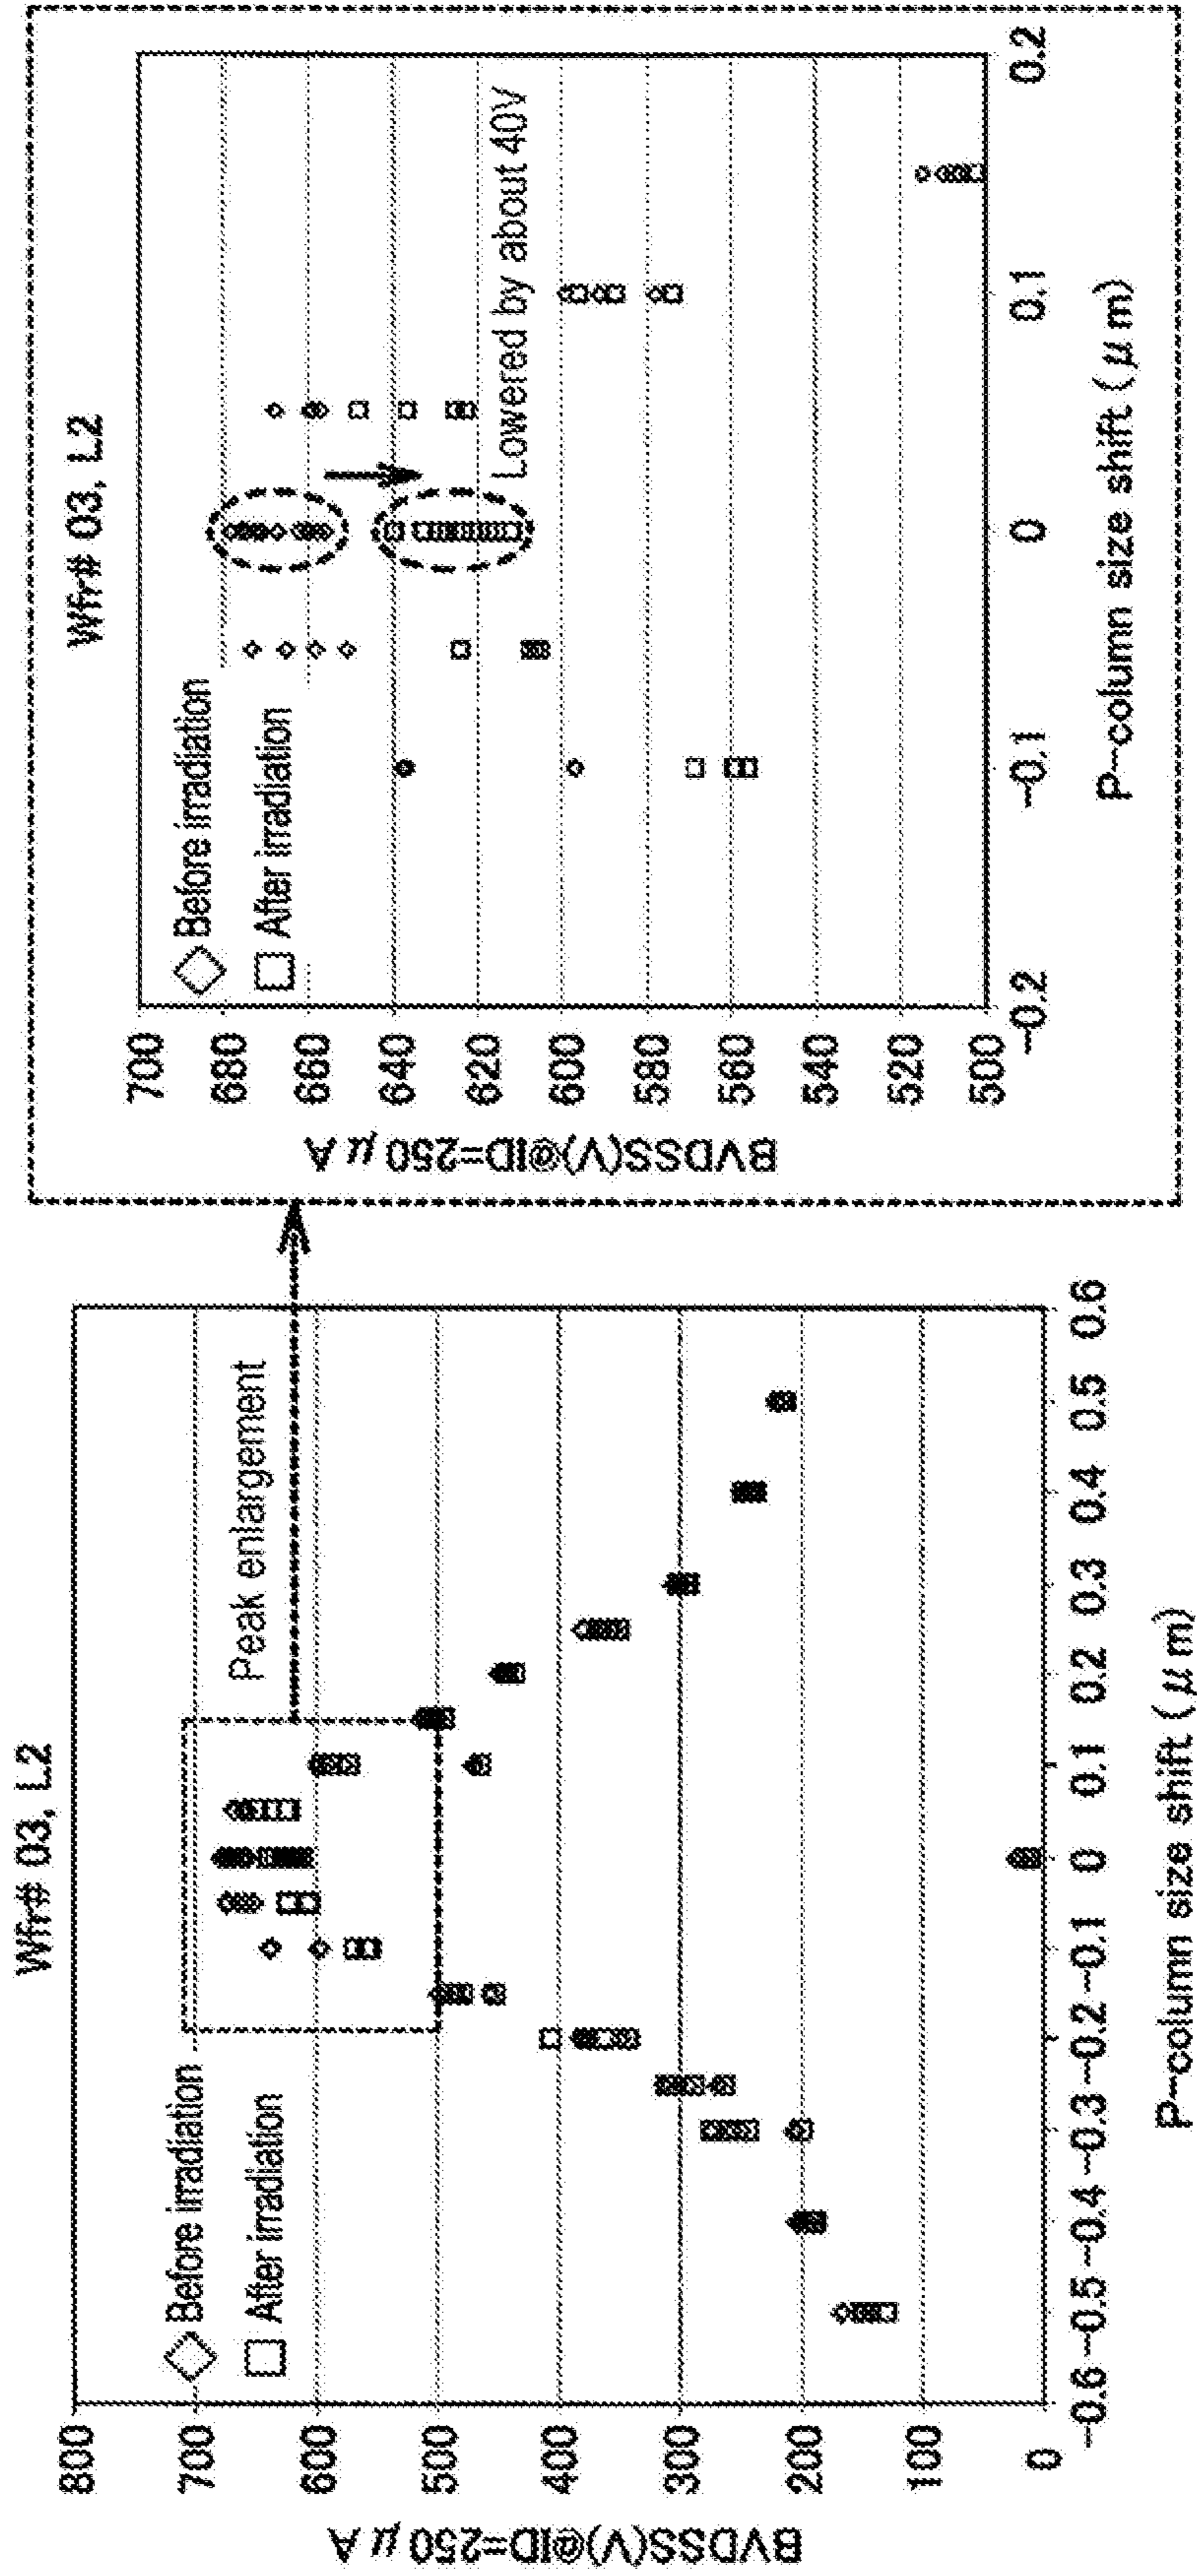 Wfr# 03, L2
◇ Before irradiation
□ After irradiation
Peak enlargement
BVDSS(V)@ID=250μA
800
700
600
500
400
300
200
100
0
-0.6 -0.5 -0.4 -0.3 -0.2 -0.1 0 0.1 0.2 0.3 0.4 0.5 0.6
P-column size shift (μm)
Wfr# 03, L2
◇ Before irradiation
□ After irradiation
Lowered by about 40V
BVDSS(V)@ID=250μA
700
680
660
640
620
600
580
560
540
520
500
-0.2 -0.1 0 0.1 0.2
P-column size shift (μm)